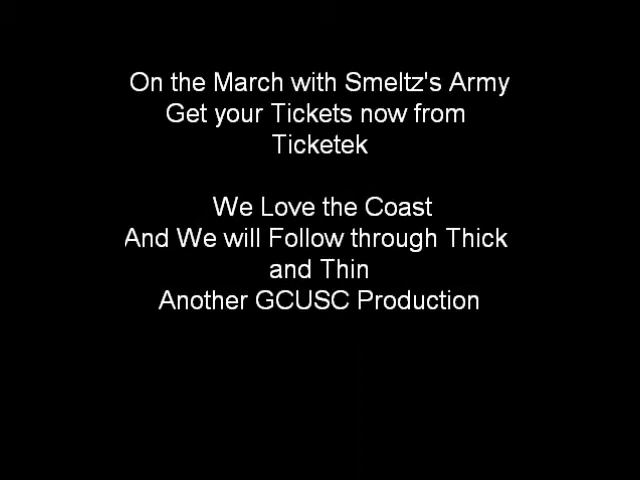 On the March with Smeltz's Army
Get your Tickets now from
Ticketek
We Love the Coast
And We will Follow through Thick
and Thin
Another GCUSC Production